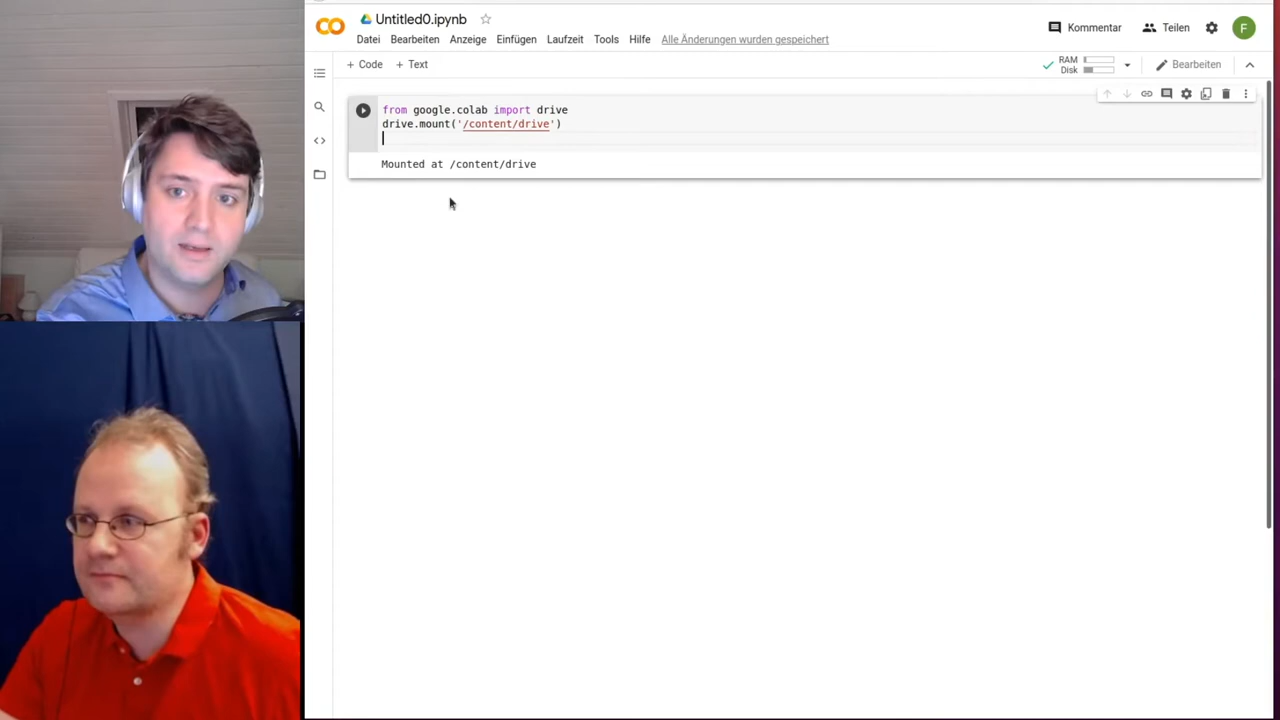 Untitled0.ipynb
Kommentar Teilen F
Datei Bearbeiten Anzeige Einfügen Laufzeit Tools Hilfe Alle Änderungen wurden gespeichert
+ Code + Text RAM Disk Bearbeiten
from google.colab import drive
drive.mount('/content/drive')
Mounted at /content/drive